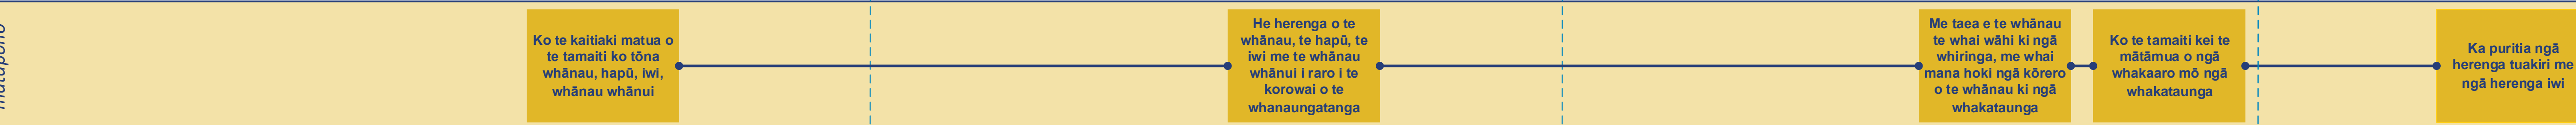 mātāpono
Ko te kaitiaki matua o
te tamaiti ko tōna
whānau, hapū, iwi,
whānau whānui
He herenga o te
whānau, te hapū, te
iwi me te whānau
whānui i raro i te
korowai o te
whanaungatanga
Me taea e te whānau
te whai wāhi ki ngā
whiringa, me whai
mana hoki ngā kōrero
o te whānau ki ngā
whakataunga
Ko te tamaiti kei te
mātāmua o ngā
whakaaro mō ngā
whakataunga
Ka puritia ngā
herenga tuakiri me
ngā herenga iwi